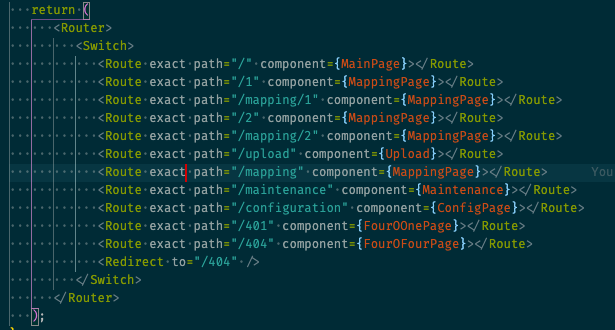 return (
<Router>
<Switch>
<Route exact path="/" component={MainPage}></Route>
<Route exact path="/1" component={MappingPage}></Route>
<Route exact path="/mapping/1" component={MappingPage}></Route>
<Route exact path="/2" component={MappingPage}></Route>
<Route exact path="/mapping/2" component={MappingPage}></Route>
<Route exact path="/upload" component={Upload}></Route>
<Route exact path="/mapping" component={MappingPage}></Route> You
<Route exact path="/maintenance" component={Maintenance}></Route>
<Route exact path="/configuration" component={ConfigPage}></Route>
<Route exact path="/401" component={FourOOnePage}></Route>
<Route exact path="/404" component={FourOFourPage}></Route>
<Redirect to="/404" />
</Switch>
</Router>
);